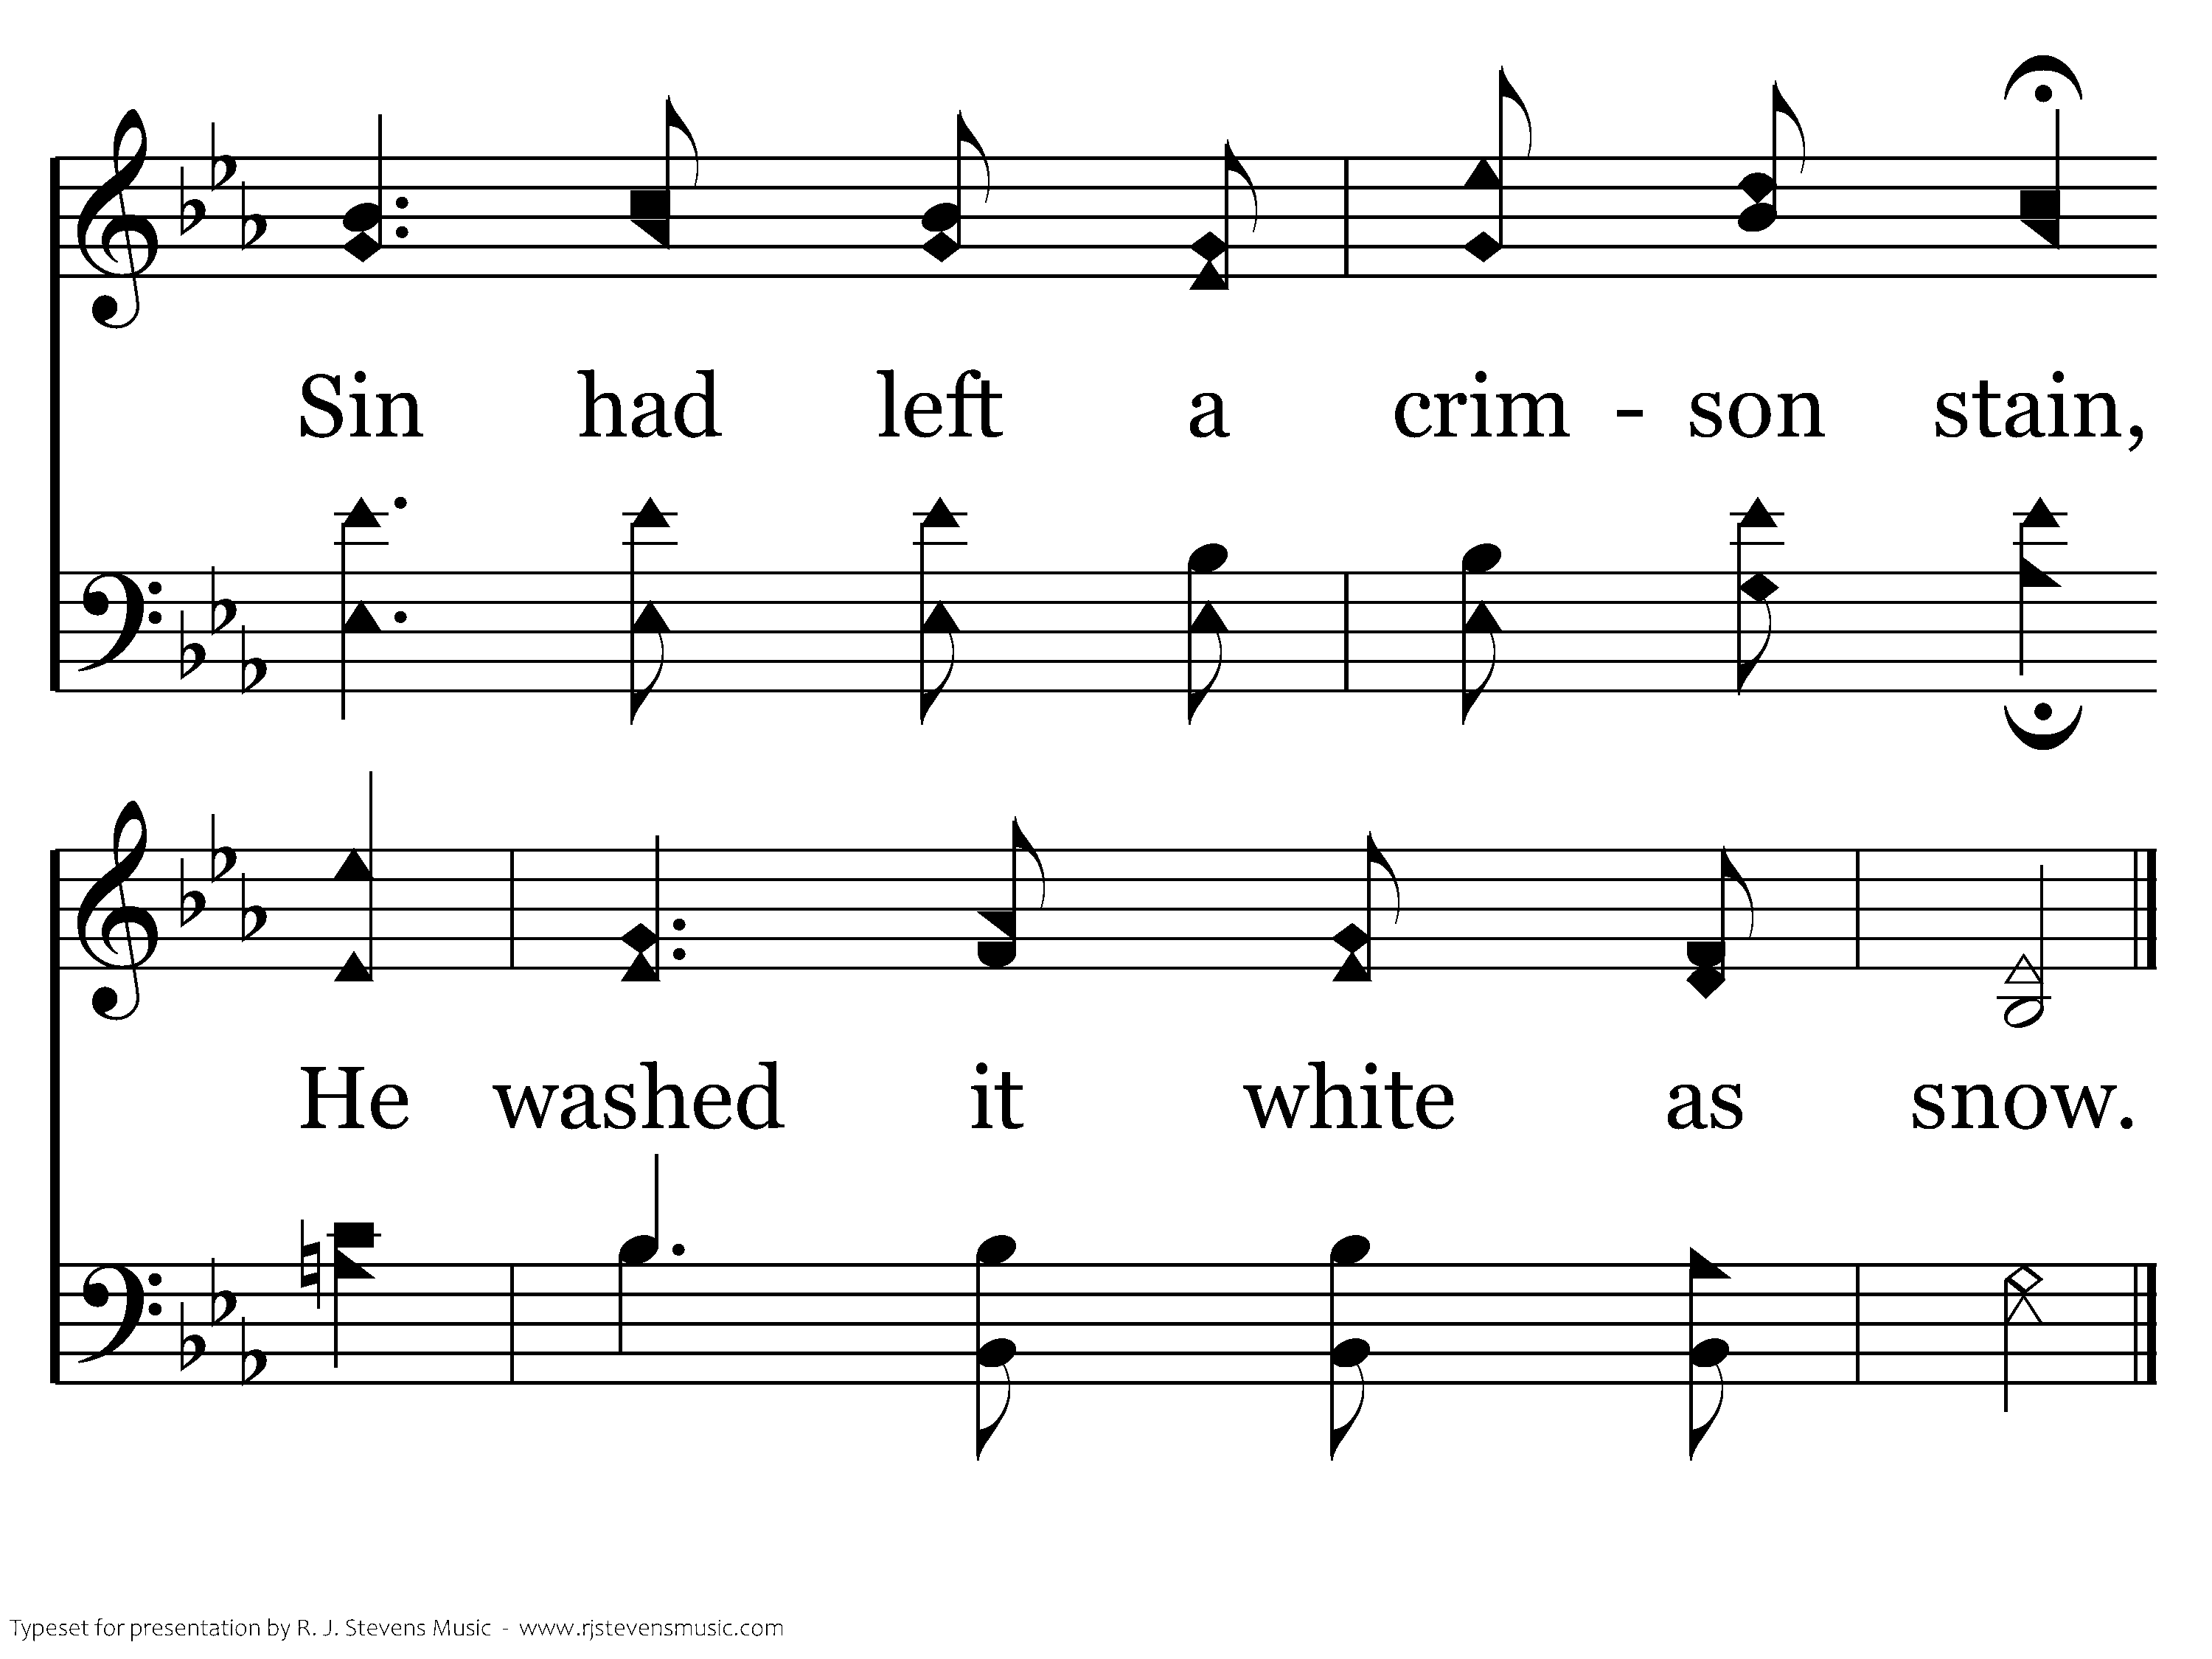 Sin had left a crim - son stain,
He washed it white as snow.
Typeset for presentation by R. J. Stevens Music - www.rjstevensmusic.com